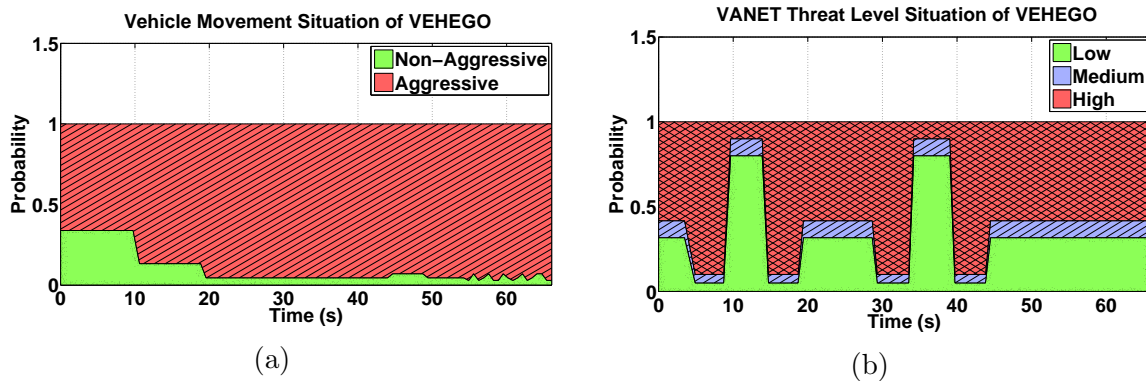 Vehicle Movement Situation of VEHEGO
1.5
1
0.5
0
Probability
Non-Aggressive
Aggressive
0 10 20 30 40 50 60
Time (s)
(a)
VANET Threat Level Situation of VEHEGO
1.5
1
0.5
0
Probability
Low
Medium
High
0 10 20 30 40 50 60
Time (s)
(b)